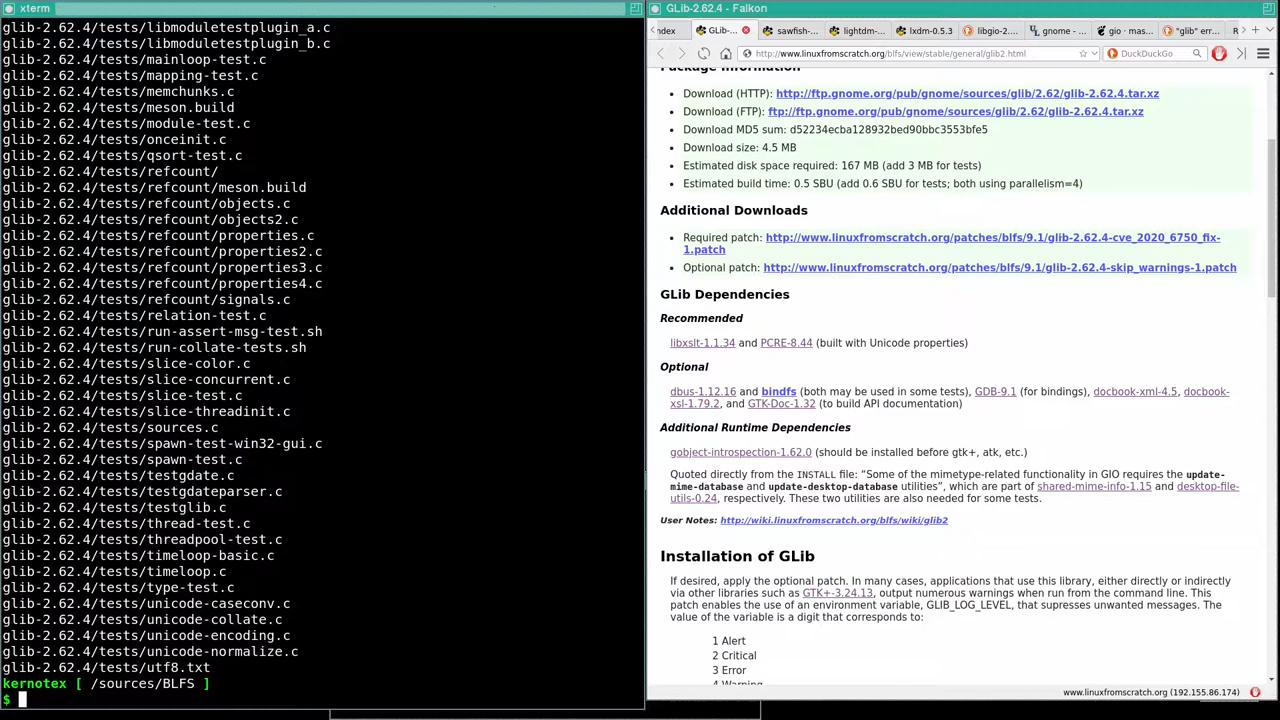 xterm
glib-2.62.4/tests/libmoduletestplugin_a.c
glib-2.62.4/tests/libmoduletestplugin_b.c
glib-2.62.4/tests/mainloop-test.c
glib-2.62.4/tests/mapping-test.c
glib-2.62.4/tests/memchunks.c
glib-2.62.4/tests/meson.build
glib-2.62.4/tests/module-test.c
glib-2.62.4/tests/onceinit.c
glib-2.62.4/tests/qsort-test.c
glib-2.62.4/tests/refcount/
glib-2.62.4/tests/refcount/meson.build
glib-2.62.4/tests/refcount/objects.c
glib-2.62.4/tests/refcount/objects2.c
glib-2.62.4/tests/refcount/properties.c
glib-2.62.4/tests/refcount/properties2.c
glib-2.62.4/tests/refcount/properties3.c
glib-2.62.4/tests/refcount/properties4.c
glib-2.62.4/tests/refcount/signals.c
glib-2.62.4/tests/relation-test.c
glib-2.62.4/tests/run-assert-msg-test.sh
glib-2.62.4/tests/run-collate-tests.sh
glib-2.62.4/tests/slice-color.c
glib-2.62.4/tests/slice-concurrent.c
glib-2.62.4/tests/slice-test.c
glib-2.62.4/tests/slice-threadinit.c
glib-2.62.4/tests/sources.c
glib-2.62.4/tests/spawn-test-win32-gui.c
glib-2.62.4/tests/spawn-test.c
glib-2.62.4/tests/testgdate.c
glib-2.62.4/tests/testgdateparser.c
glib-2.62.4/tests/testglib.c
glib-2.62.4/tests/thread-test.c
glib-2.62.4/tests/threadpool-test.c
glib-2.62.4/tests/timeloop-basic.c
glib-2.62.4/tests/timeloop.c
glib-2.62.4/tests/type-test.c
glib-2.62.4/tests/unicode-caseconv.c
glib-2.62.4/tests/unicode-collate.c
glib-2.62.4/tests/unicode-encoding.c
glib-2.62.4/tests/unicode-normalize.c
glib-2.62.4/tests/utf8.txt
kernotex [ /sources/BLFS ]
$
GLib-2.62.4 - Falkon
ndex GLib-... sawfish-... lightdm-... lxdm-0.5.3 libgio-2... gnome - ... gio · mas... "glib" err... R
http://www.linuxfromscratch.org/blfs/view/stable/general/glib2.html DuckDuckGo
Package Information
• Download (HTTP): http://ftp.gnome.org/pub/gnome/sources/glib/2.62/glib-2.62.4.tar.xz
• Download (FTP): ftp://ftp.gnome.org/pub/gnome/sources/glib/2.62/glib-2.62.4.tar.xz
• Download MD5 sum: d52234ecba128932bed90bbc3553bfe5
• Download size: 4.5 MB
• Estimated disk space required: 167 MB (add 3 MB for tests)
• Estimated build time: 0.5 SBU (add 0.6 SBU for tests; both using parallelism=4)
Additional Downloads
• Required patch: http://www.linuxfromscratch.org/patches/blfs/9.1/glib-2.62.4-cve_2020_6750_fix-
1.patch
• Optional patch: http://www.linuxfromscratch.org/patches/blfs/9.1/glib-2.62.4-skip_warnings-1.patch
GLib Dependencies
Recommended
libxslt-1.1.34 and PCRE-8.44 (built with Unicode properties)
Optional
dbus-1.12.16 and bindfs (both may be used in some tests), GDB-9.1 (for bindings), docbook-xml-4.5, docbook-
xsl-1.79.2, and GTK-Doc-1.32 (to build API documentation)
Additional Runtime Dependencies
gobject-introspection-1.62.0 (should be installed before gtk+, atk, etc.)
Quoted directly from the INSTALL file: “Some of the mimetype-related functionality in GIO requires the update-
mime-database and update-desktop-database utilities”, which are part of shared-mime-info-1.15 and desktop-file-
utils-0.24, respectively. These two utilities are also needed for some tests.
User Notes: http://wiki.linuxfromscratch.org/blfs/wiki/glib2
Installation of GLib
If desired, apply the optional patch. In many cases, applications that use this library, either directly or indirectly
via other libraries such as GTK+-3.24.13, output numerous warnings when run from the command line. This
patch enables the use of an environment variable, GLIB_LOG_LEVEL, that supresses unwanted messages. The
value of the variable is a digit that corresponds to:
1 Alert
2 Critical
3 Error
4 Warning
www.linuxfromscratch.org (192.155.86.174)